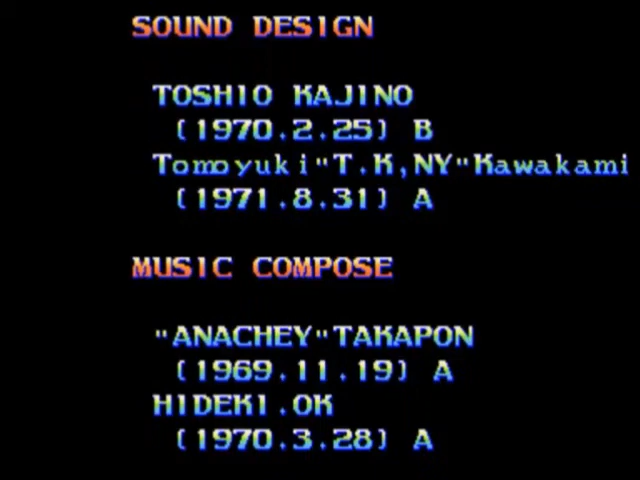 SOUND DESIGN
TOSHIO KAJINO
(1970.2.25) B
Tomoyuki"T.K,NY"Kawakami
(1971.8.31) A
MUSIC COMPOSE
"ANACHEY"TAKAPON
(1969.11.19) A
HIDEKI.OK
(1970.3.28) A